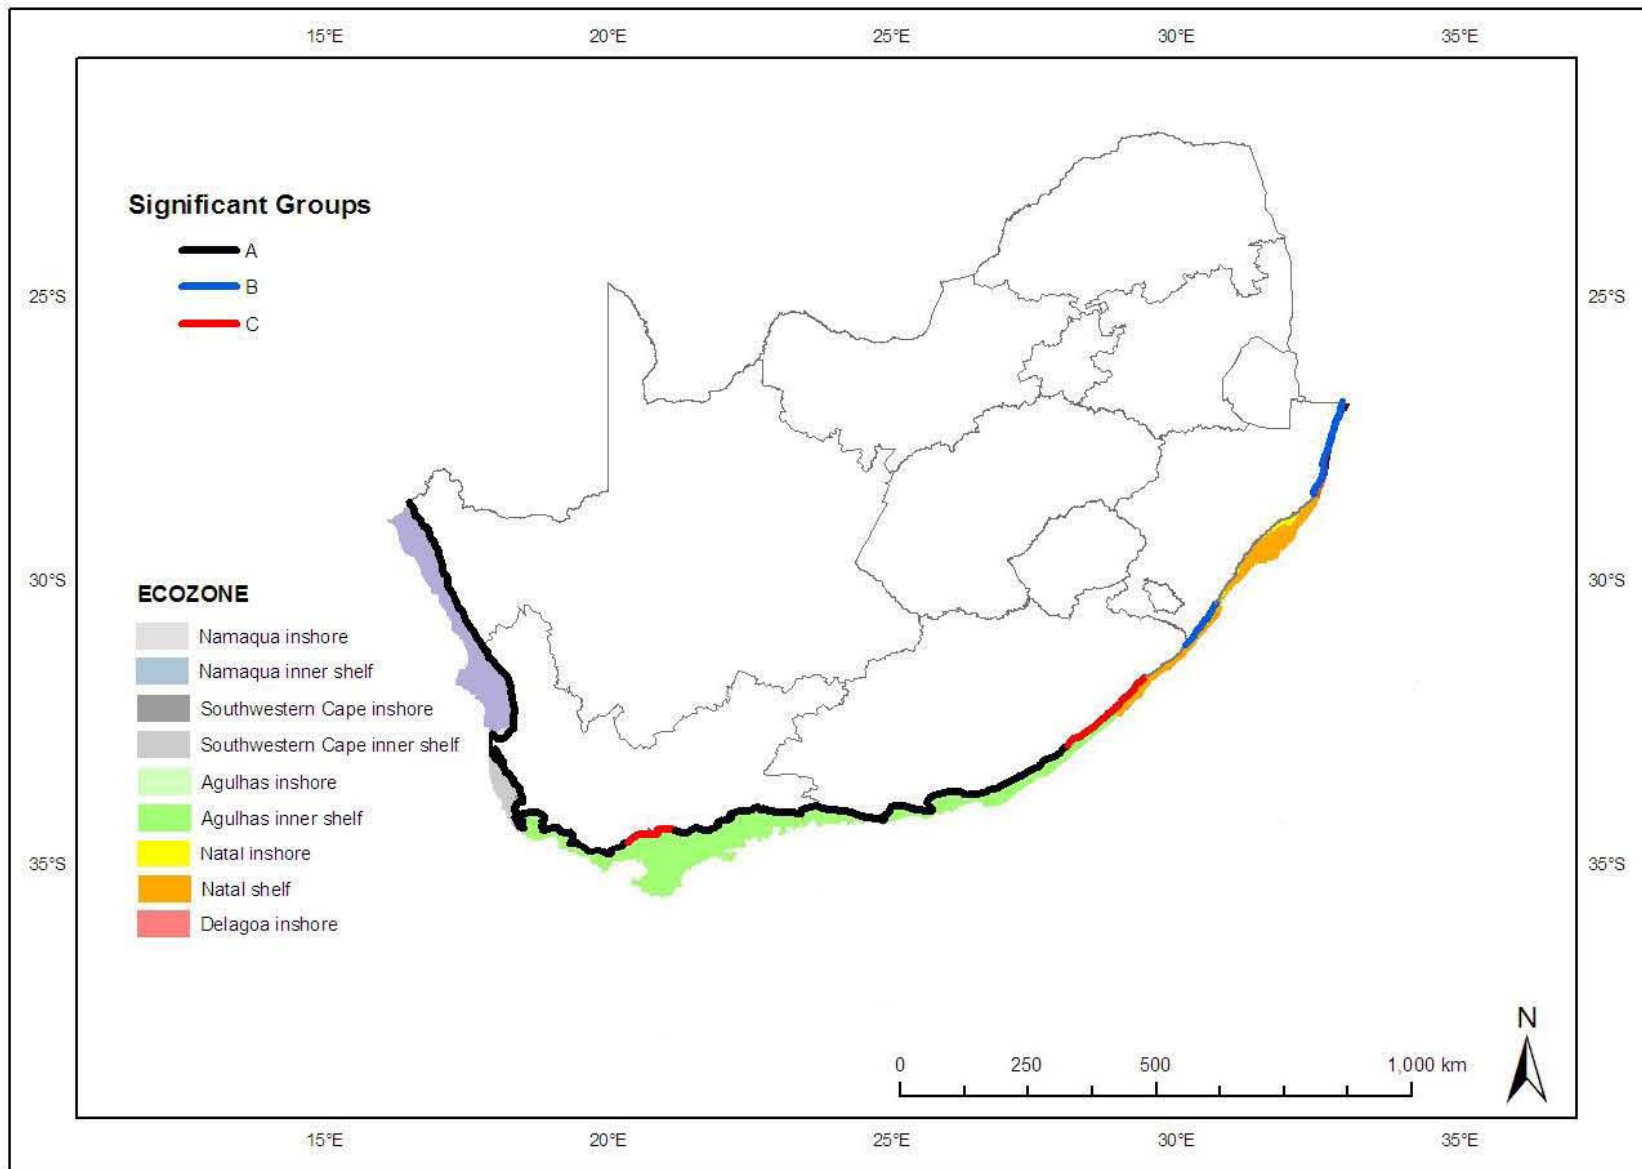 15°E 20°E 25°E 30°E 35°E
Significant Groups
A
B
C
25°S 25°S
30°S 30°S
ECOZONE
Namaqua inshore
Namaqua inner shelf
Southwestern Cape inshore
Southwestern Cape inner shelf
Agulhas inshore
Agulhas inner shelf
Natal inshore
35°S 35°S
Natal shelf
Delagoa inshore
N
0 250 500 1,000 km
15°E 20°E 25°E 30°E 35°E